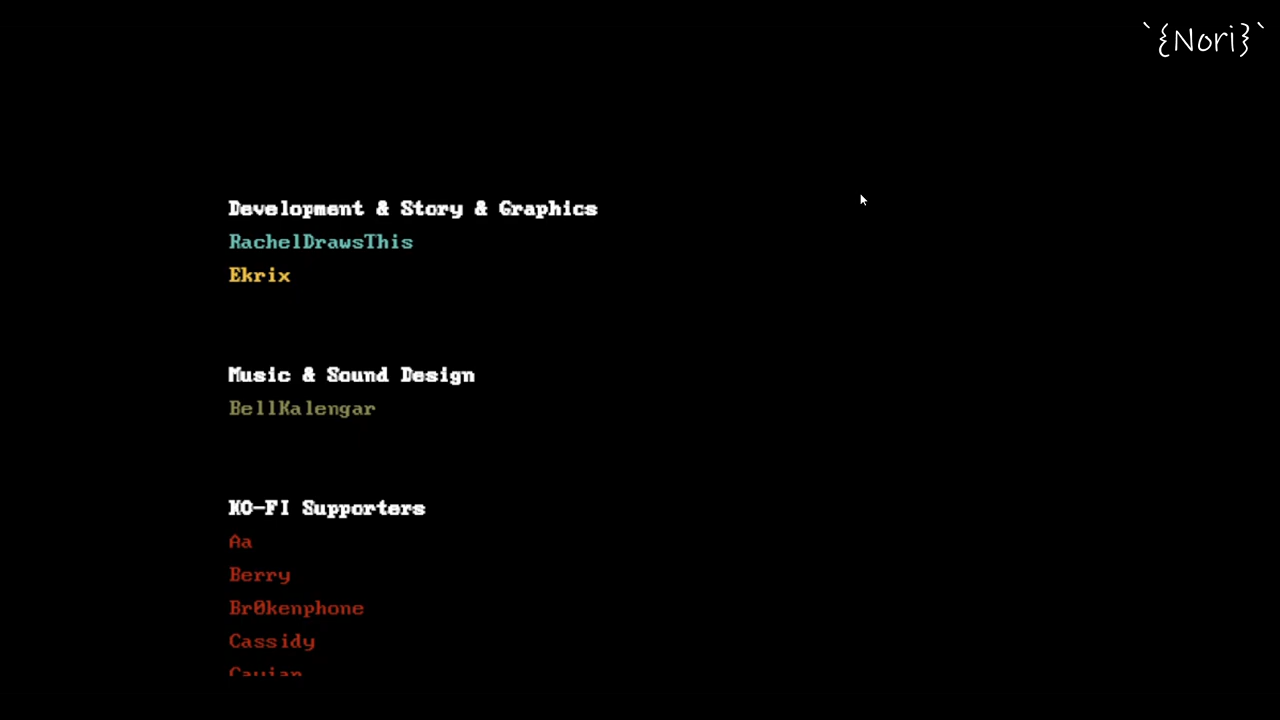 `{Nori}`
Development & Story & Graphics
RachelDrawsThis
Ekrix
Music & Sound Design
BellKalengar
KO-FI Supporters
Aa
Berry
Br0kenphone
Cassidy